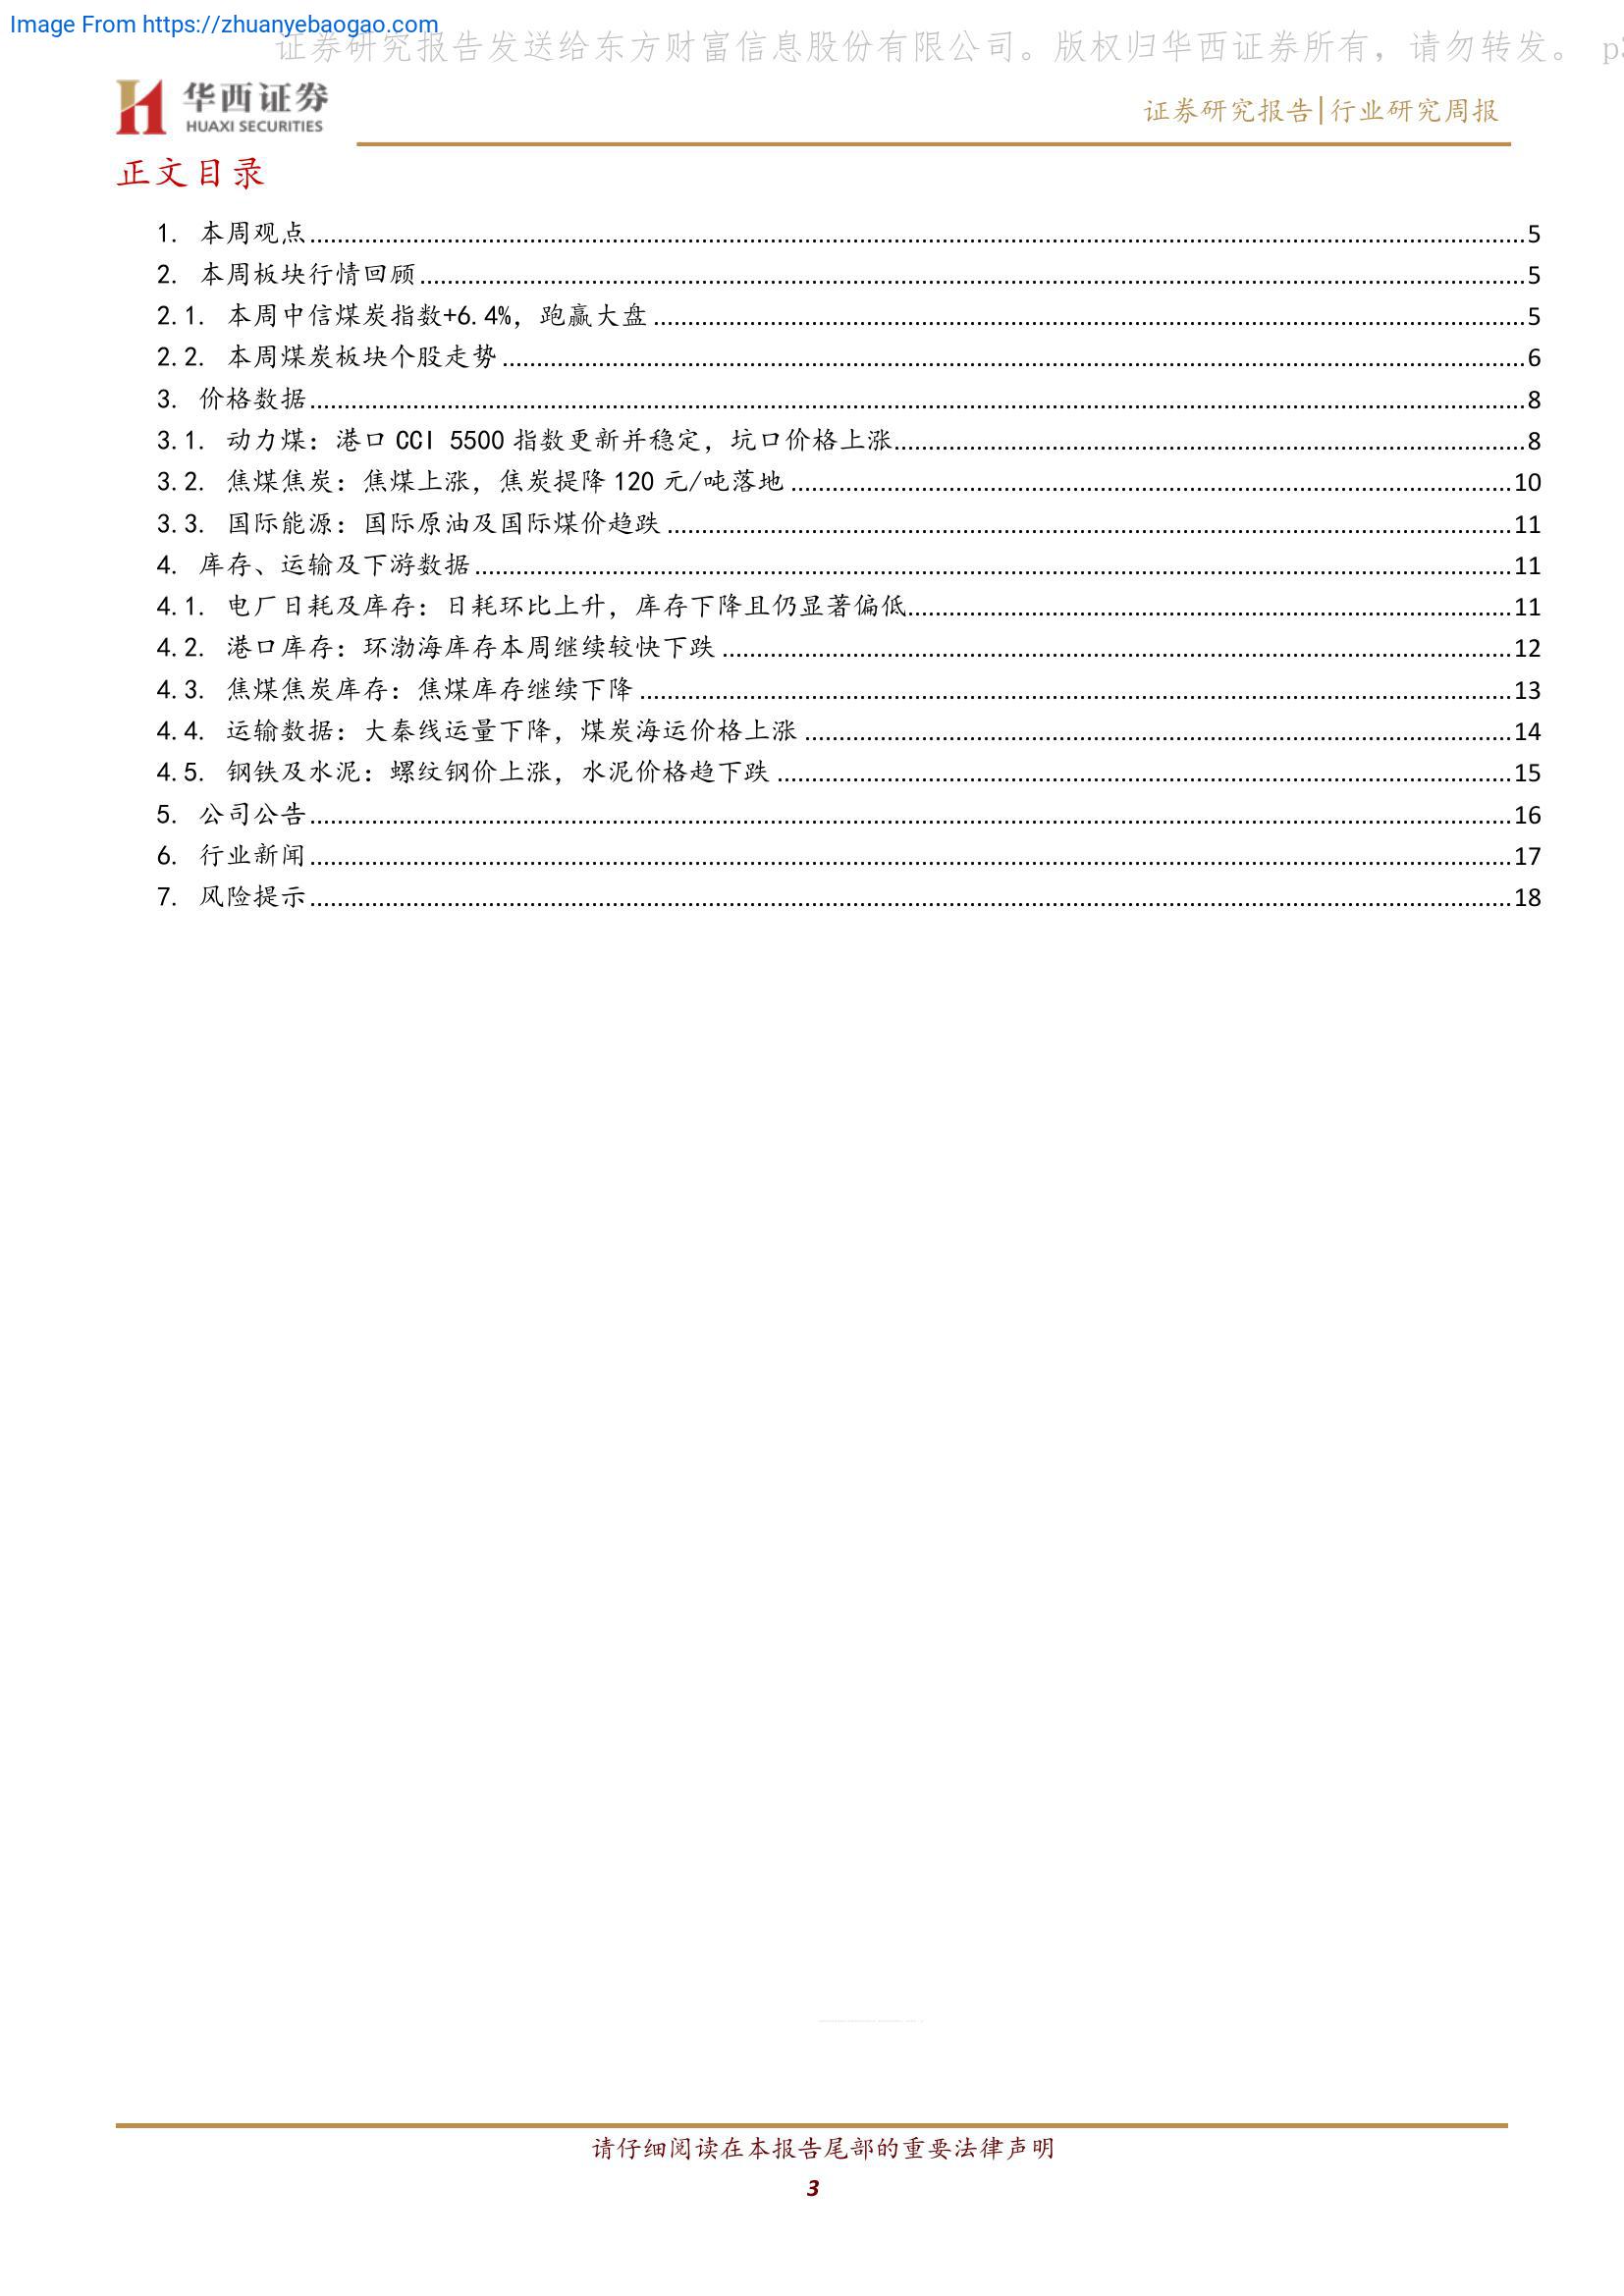 Image From https://zhuanyebaogao.com
证券研究报告发送给东方财富信息股份有限公司。版权归华西证券所有，请勿转发。 p3
华西证券
HUAXI SECURITIES
证券研究报告|行业研究周报
正文目录
1. 本周观点 5
2. 本周板块行情回顾 5
2.1. 本周中信煤炭指数+6.4%，跑赢大盘 5
2.2. 本周煤炭板块个股走势 6
3. 价格数据 8
3.1. 动力煤：港口 CCI 5500 指数更新并稳定，坑口价格上涨 8
3.2. 焦煤焦炭：焦煤上涨，焦炭提降 120 元/吨落地 10
3.3. 国际能源：国际原油及国际煤价趋跌 11
4. 库存、运输及下游数据 11
4.1. 电厂日耗及库存：日耗环比上升，库存下降且仍显著偏低 11
4.2. 港口库存：环渤海库存本周继续较快下跌 12
4.3. 焦煤焦炭库存：焦煤库存继续下降 13
4.4. 运输数据：大秦线运量下降，煤炭海运价格上涨 14
4.5. 钢铁及水泥：螺纹钢价上涨，水泥价格趋下跌 15
5. 公司公告 16
6. 行业新闻 17
7. 风险提示 18
请仔细阅读在本报告尾部的重要法律声明
3